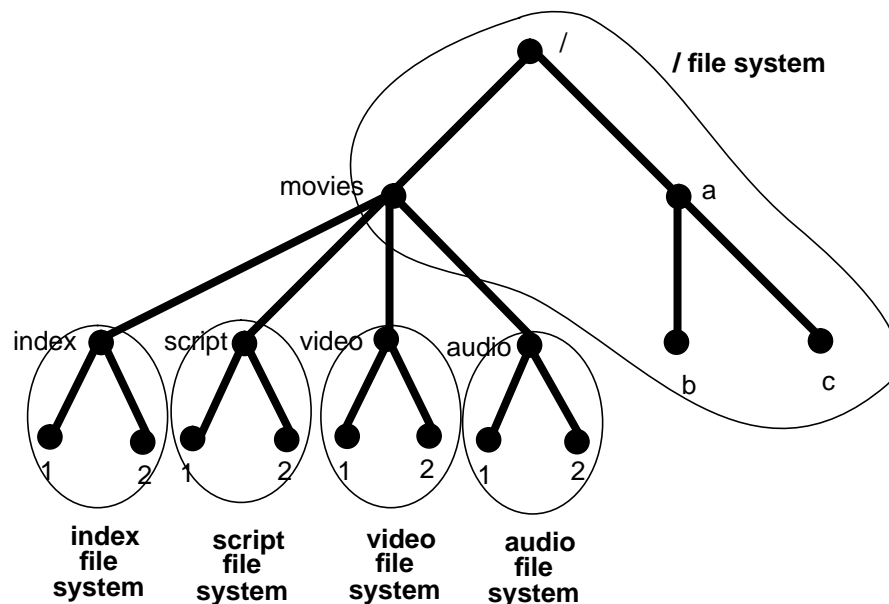 /
/ file system
movies
a
index
script
video
audio
b
c
1
2
1
2
1
2
1
2
index
file
system
script
file
system
video
file
system
audio
file
system